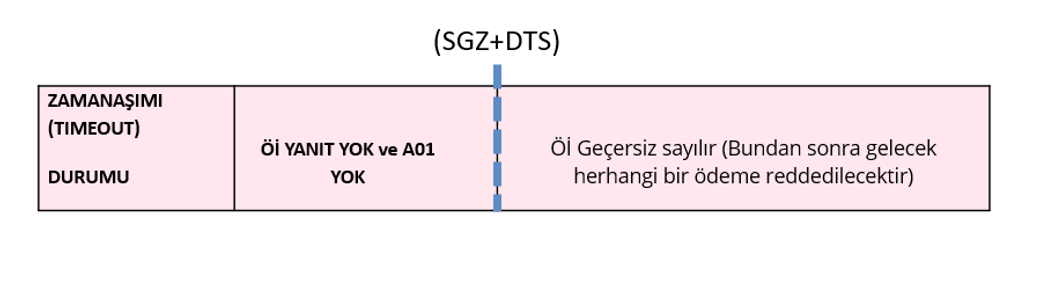 (SGZ+DTS)
ZAMANAŞIMI
(TIMEOUT)
DURUMU
Öİ YANIT YOK ve A01
YOK
Öİ Geçersiz sayılır (Bundan sonra gelecek
herhangi bir ödeme reddedilecektir)